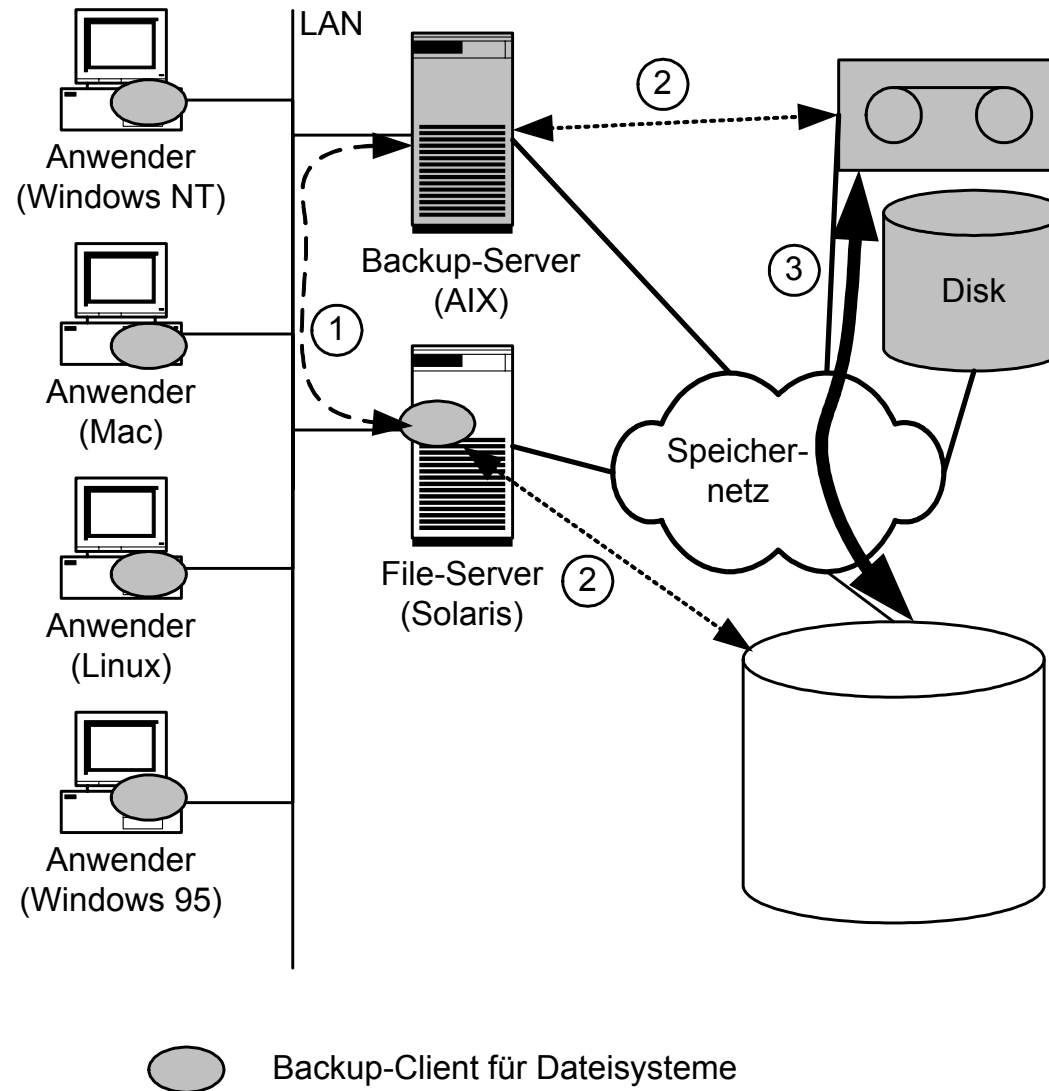 LAN
Anwender
(Windows NT)
Anwender
(Mac)
Anwender
(Linux)
Anwender
(Windows 95)
Backup-Server
(AIX)
1
File-Server
(Solaris)
2
2
3
Disk
Speicher-
netz
Backup-Client für Dateisysteme